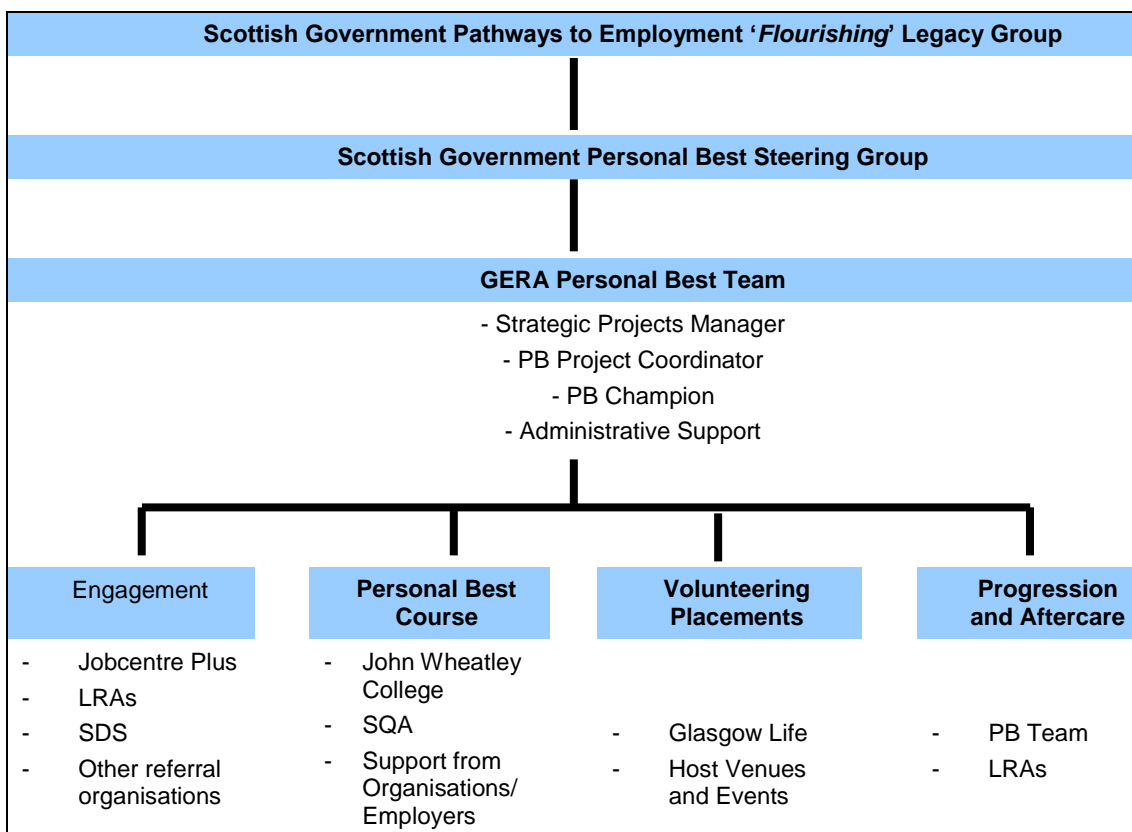 Scottish Government Pathways to Employment ‘Flourishing’ Legacy Group
Scottish Government Personal Best Steering Group
GERA Personal Best Team
- Strategic Projects Manager
- PB Project Coordinator
- PB Champion
- Administrative Support
Engagement
- Jobcentre Plus
- LRAs
- SDS
- Other referral
organisations
Personal Best
Course
- John Wheatley
College
- SQA
- Support from
Organisations/
Employers
Volunteering
Placements
- Glasgow Life
- Host Venues
and Events
Progression
and Aftercare
- PB Team
- LRAs